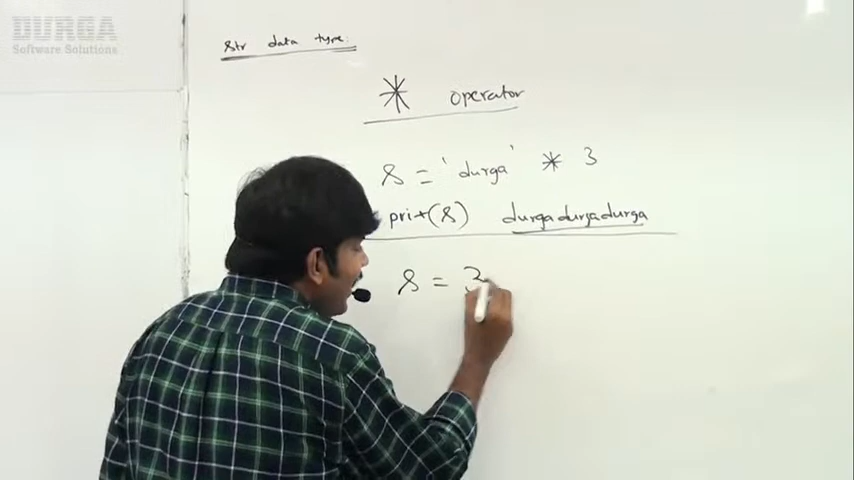 DURGA
Software Solutions
str data type
* operator
s = 'durga' * 3
print(s) durgadurgadurga
s = 3